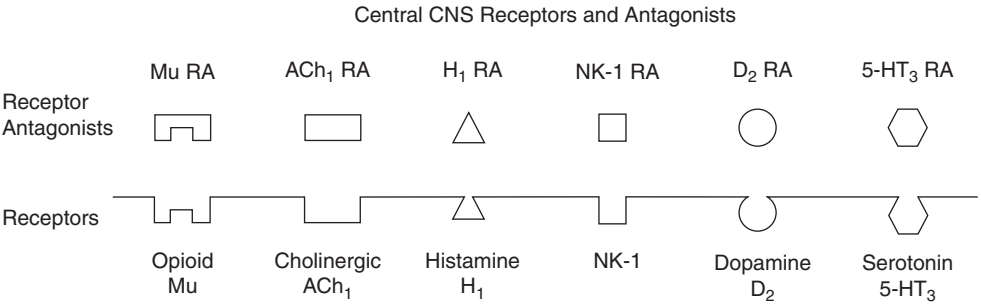 Central CNS Receptors and Antagonists
Mu RA ACh₁ RA H₁ RA NK-1 RA D₂ RA 5-HT₃ RA
Receptor
Antagonists
Receptors
Opioid Cholinergic Histamine NK-1 Dopamine Serotonin
Mu ACh₁ H₁ D₂ 5-HT₃